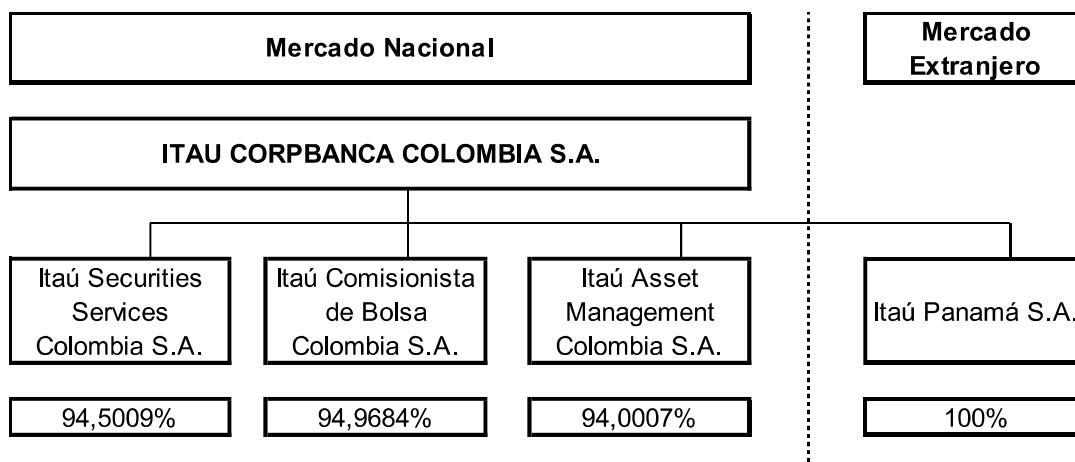 Mercado Nacional
Mercado
Extranjero
ITAU CORPBANCA COLOMBIA S.A.
Itaú Securities
Services
Colombia S.A.
Itaú Comisionista
de Bolsa
Colombia S.A.
Itaú Asset
Management
Colombia S.A.
Itaú Panamá S.A.
94,5009%
94,9684%
94,0007%
100%